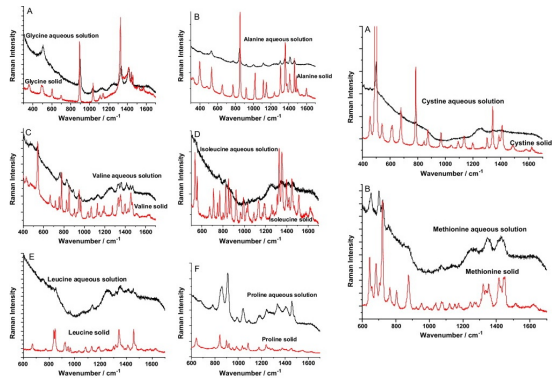 A
Glycine aqueous solution
Glycine solid
Raman Intensity
400 600 800 1000 1200 1400 1600
Wavenumber / cm⁻¹
B
Alanine aqueous solution
Alanine solid
Raman Intensity
400 600 800 1000 1200 1400 1600
Wavenumber / cm⁻¹
A
Cystine aqueous solution
Cystine solid
Raman Intensity
400 600 800 1000 1200 1400 1600
Wavenumber / cm⁻¹
C
Valine aqueous solution
Valine solid
Raman Intensity
400 600 800 1000 1200 1400 1600
Wavenumber / cm⁻¹
D
Isoleucine aqueous solution
Isoleucine solid
Raman Intensity
600 800 1000 1200 1400 1600
Wavenumber / cm⁻¹
B
Methionine aqueous solution
Methionine solid
Raman Intensity
600 800 1000 1200 1400 1600
Wavenumber / cm⁻¹
E
Leucine aqueous solution
Leucine solid
Raman Intensity
600 800 1000 1200 1400 1600
Wavenumber / cm⁻¹
F
Proline aqueous solution
Proline solid
Raman Intensity
600 800 1000 1200 1400 1600
Wavenumber / cm⁻¹